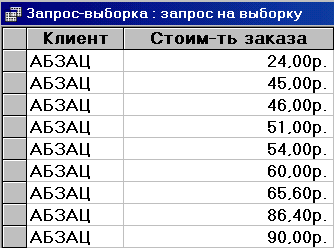 Запрос-выборка : запрос на выборку
Клиент Стоим-ть заказа
АБЗАЦ 24,00р.
АБЗАЦ 45,00р.
АБЗАЦ 46,00р.
АБЗАЦ 51,00р.
АБЗАЦ 54,00р.
АБЗАЦ 60,00р.
АБЗАЦ 65,60р.
АБЗАЦ 86,40р.
АБЗАЦ 90,00р.